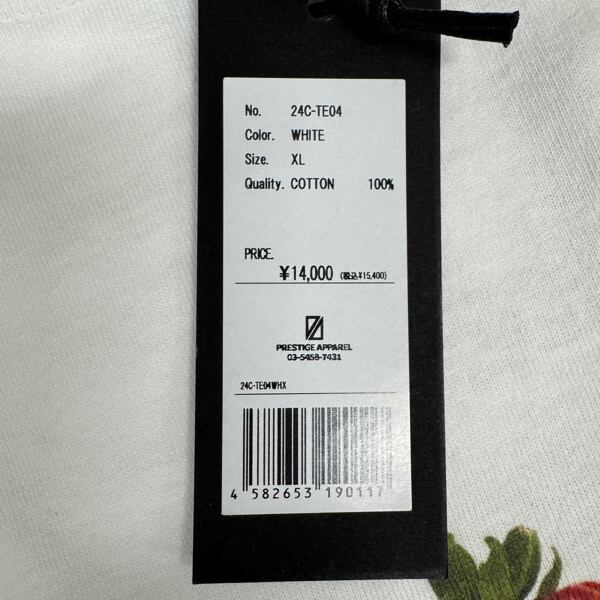 No. 24C-TE04
Color. WHITE
Size. XL
Quality. COTTON 100%
PRICE.
¥14,000 (税込¥15,400)
PRESTIGE APPAREL
03-5458-7431
24C-TE04WHX
4 582653 190117